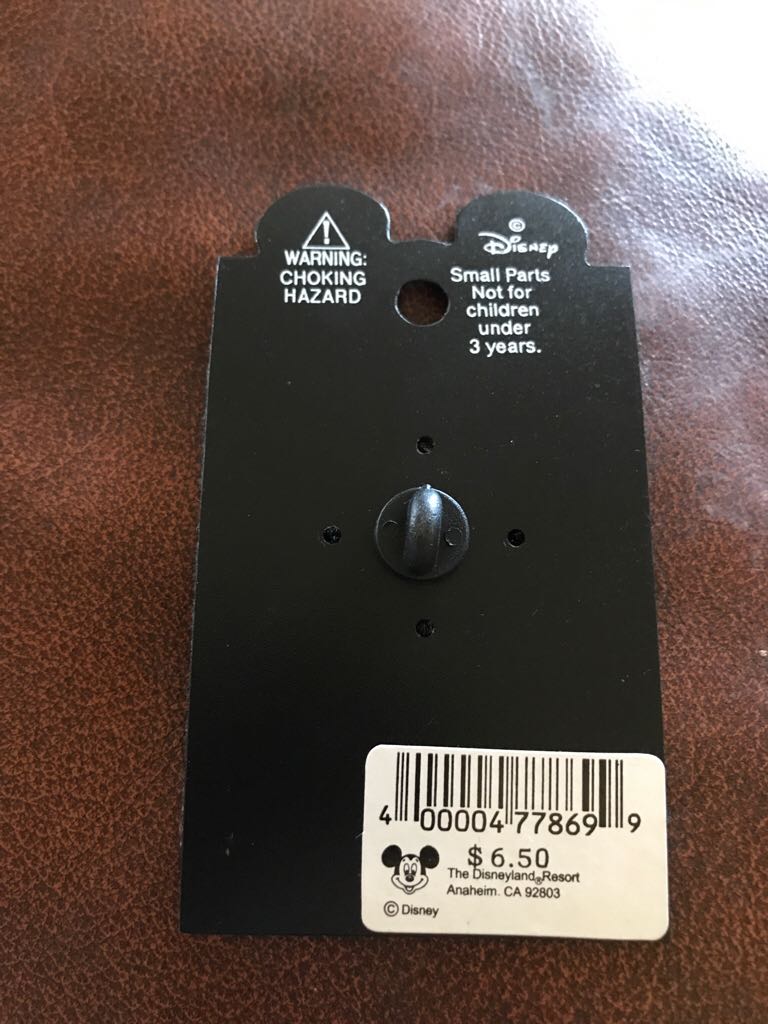 WARNING:
CHOKING
HAZARD
©
Disney
Small Parts
Not for
children
under
3 years.
4 00004 77869 9
$ 6.50
The Disneyland® Resort
Anaheim. CA 92803
© Disney